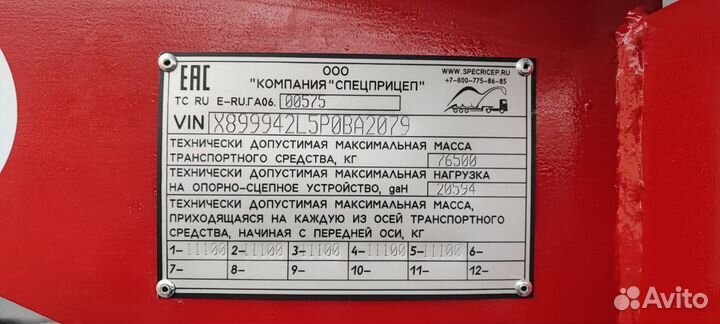 EAC
ООО
"КОМПАНИЯ "СПЕЦПРИЦЕП"
ТС RU E-RU.ГА06. 00575
WWW.SPECRICEP.RU
+7-800-775-86-85
VIN X899942L5P0BA2079
ТЕХНИЧЕСКИ ДОПУСТИМАЯ МАКСИМАЛЬНАЯ МАССА
ТРАНСПОРТНОГО СРЕДСТВА, КГ 76500
ТЕХНИЧЕСКИ ДОПУСТИМАЯ МАКСИМАЛЬНАЯ НАГРУЗКА
НА ОПОРНО-СЦЕПНОЕ УСТРОЙСТВО, gaH 20594
ТЕХНИЧЕСКИ ДОПУСТИМАЯ МАКСИМАЛЬНАЯ МАССА,
ПРИХОДЯЩАЯСЯ НА КАЖДУЮ ИЗ ОСЕЙ ТРАНСПОРТНОГО
СРЕДСТВА, НАЧИНАЯ С ПЕРЕДНЕЙ ОСИ, КГ
1-11100 2-11100 3-11100 4-11100 5-11100 6-
7- 8- 9- 10- 11- 12-
Avito